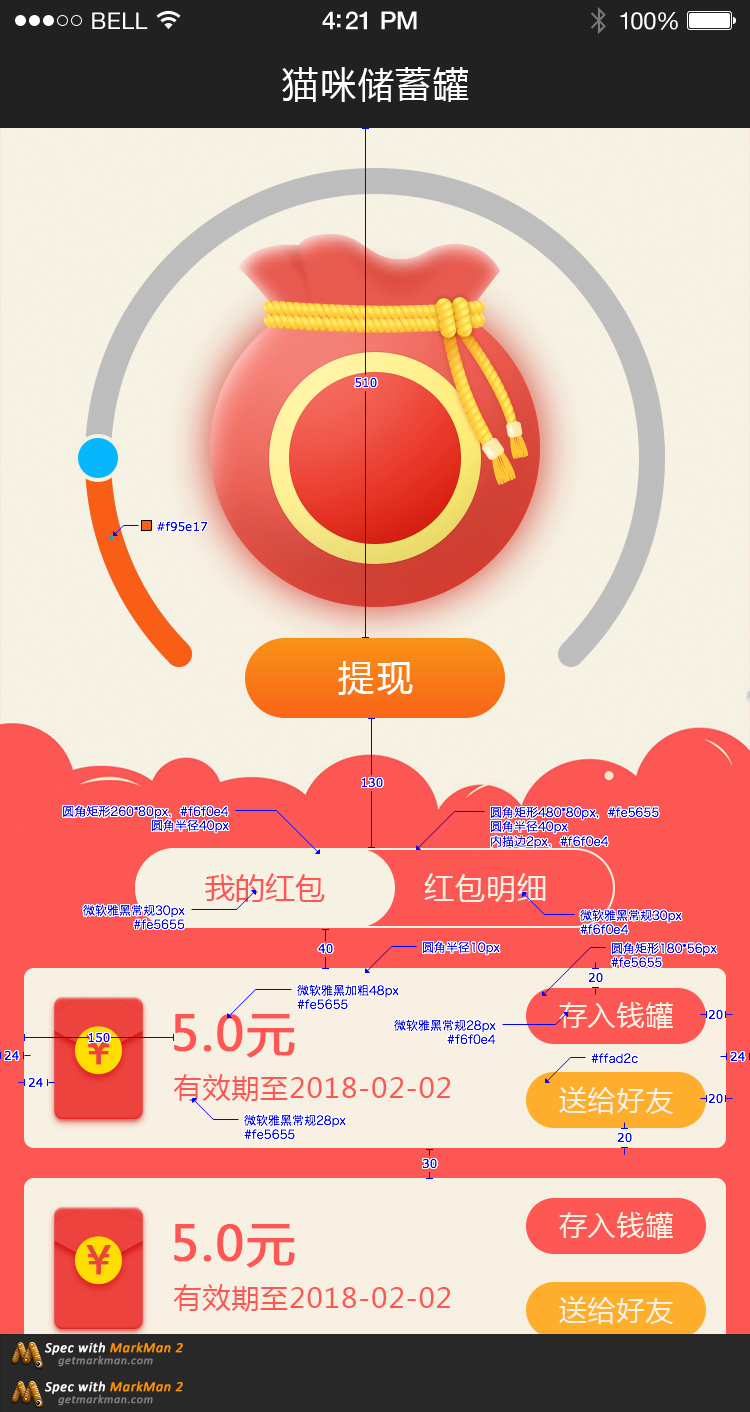 BELL 4:21 PM 100%
猫咪储蓄罐
510
#f95e17
提现
130
圆角矩形260*80px，#f6f0e4
圆角半径40px
圆角矩形480*80px，#fe5655
圆角半径40px
内描边2px，#f6f0e4
我的红包
红包明细
微软雅黑常规30px
#fe5655
微软雅黑常规30px
#f6f0e4
40
圆角半径10px
圆角矩形180*56px
#fe5655
20
微软雅黑加粗48px
#fe5655
5.0元
微软雅黑常规28px
#f6f0e4
存入钱罐
20
150
¥
24
24
24
#ffad2c
有效期至2018-02-02
送给好友
20
微软雅黑常规28px
#fe5655
20
30
5.0元
¥
存入钱罐
有效期至2018-02-02
送给好友
Spec with MarkMan 2
getmarkman.com
Spec with MarkMan 2
getmarkman.com